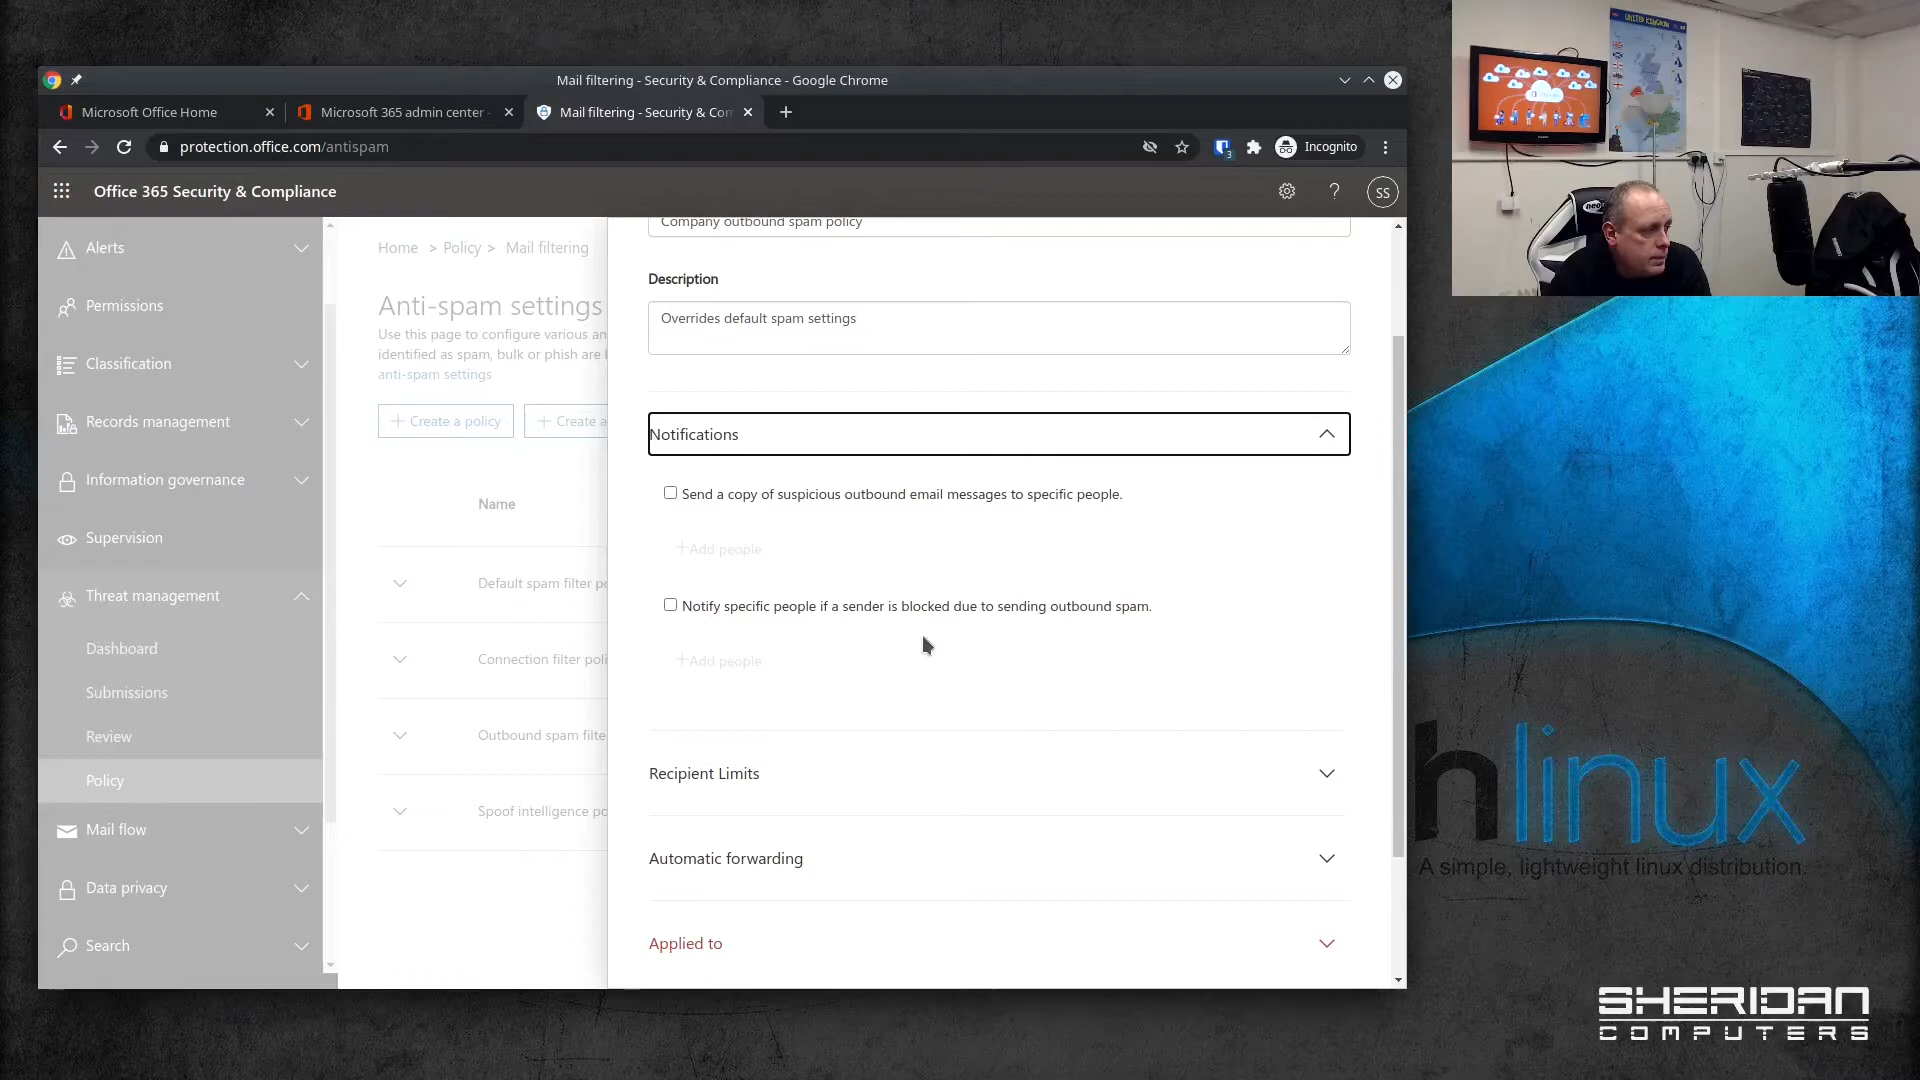 Mail filtering - Security & Compliance - Google Chrome
Microsoft Office Home
Microsoft 365 admin center -
Mail filtering - Security & Com
protection.office.com/antispam
3
Incognito
Office 365 Security & Compliance
?
SS
Alerts
Permissions
Classification
Records management
Information governance
Supervision
Threat management
Dashboard
Submissions
Review
Policy
Mail flow
Data privacy
Search
Home > Policy > Mail filtering
Anti-spam settings
Use this page to configure various an
identified as spam, bulk or phish are
anti-spam settings
+ Create a policy
+ Create a
Name
Default spam filter po
Connection filter poli
Outbound spam filte
Spoof intelligence po
Company outbound spam policy
Description
Overrides default spam settings
Notifications
Send a copy of suspicious outbound email messages to specific people.
+Add people
Notify specific people if a sender is blocked due to sending outbound spam.
+Add people
Recipient Limits
Automatic forwarding
Applied to
UNITED KINGDOM
hlinux
A simple, lightweight linux distribution.
SHERIDAN
COMPUTERS